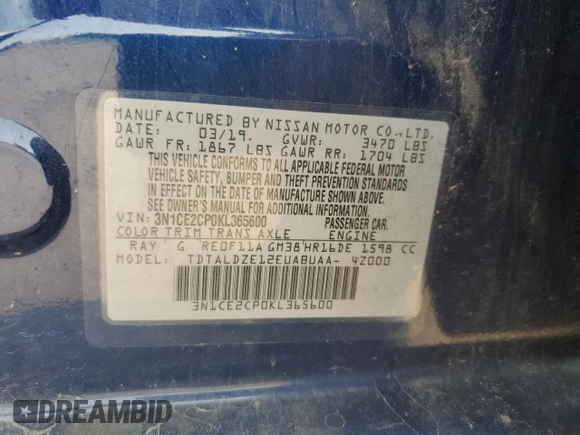 MANUFACTURED BY NISSAN MOTOR CO.,LTD.
DATE: 03/19. GVWR: 3470 LBS
GAWR FR: 1867 LBS GAWR RR: 1704 LBS
THIS VEHICLE CONFORMS TO ALL APPLICABLE FEDERAL MOTOR
VEHICLE SAFETY, BUMPER AND THEFT PREVENTION STANDARDS
IN EFFECT ON THE DATE OF MANUFACTURE SHOWN ABOVE.
SEE OWNER'S MANUAL FOR ADDITIONAL INFORMATION.
VIN: 3N1CE2CP0KL365600 PASSENGER CAR.
COLOR TRIM TRANS AXLE ENGINE
RAY G RE0F11A GM38 HR16DE 1598 CC
MODEL: TDTALDZE12EUABUAA- 4Z000
3N1CE2CP0KL365600
DREAMBID